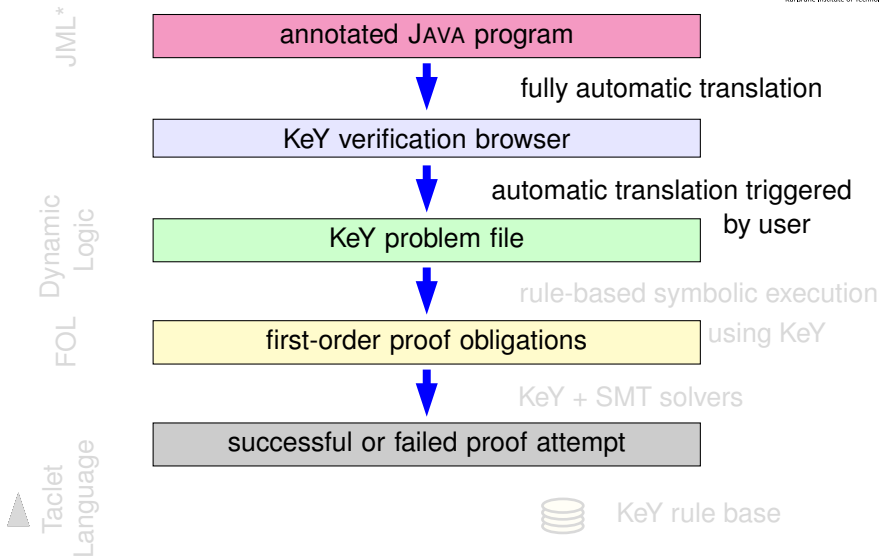 JML*
annotated JAVA program
fully automatic translation
KeY verification browser
automatic translation triggered
by user
Dynamic
Logic
KeY problem file
rule-based symbolic execution
using KeY
FOL
first-order proof obligations
KeY + SMT solvers
successful or failed proof attempt
Taclet
Language
KeY rule base